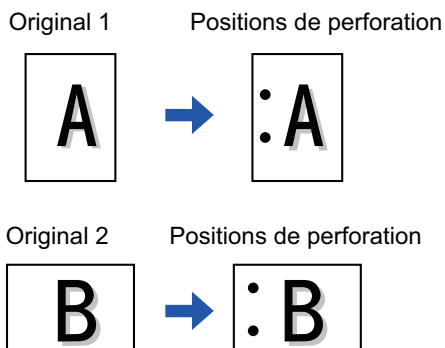 Original 1 Positions de perforation
A A
Original 2 Positions de perforation
B B